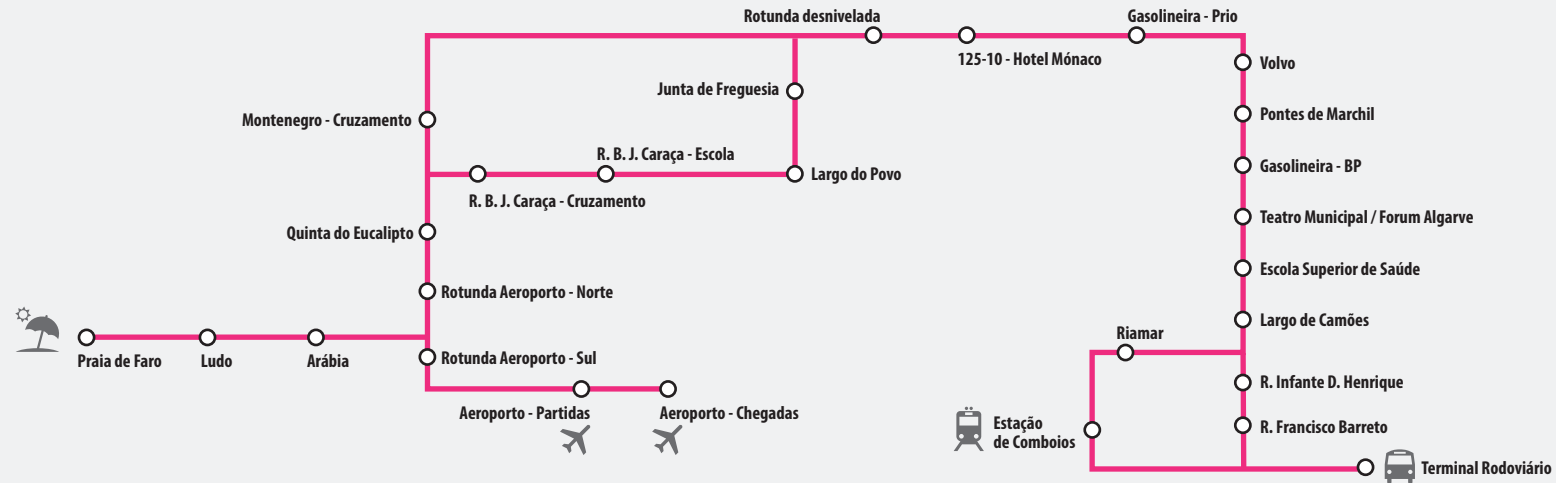 Rotunda desnivelada
Gasolineira - Prio
125-10 - Hotel Mónaco
Volvo
Junta de Freguesia
Montenegro - Cruzamento
Pontes de Marchil
R. B. J. Caraça - Escola
Gasolineira - BP
Largo do Povo
R. B. J. Caraça - Cruzamento
Teatro Municipal / Forum Algarve
Quinta do Eucalipto
Escola Superior de Saúde
Rotunda Aeroporto - Norte
Largo de Camões
Riamar
Praia de Faro
Ludo
Arábia
Rotunda Aeroporto - Sul
R. Infante D. Henrique
Aeroporto - Partidas
Aeroporto - Chegadas
Estação
de Comboios
R. Francisco Barreto
Terminal Rodoviário